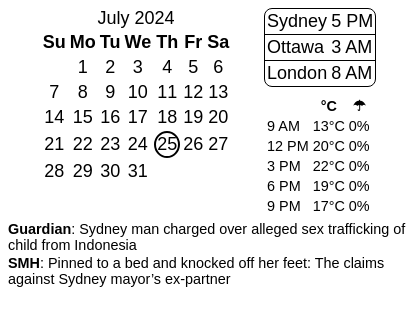 July 2024
Su Mo Tu We Th Fr Sa
1 2 3 4 5 6
7 8 9 10 11 12 13
14 15 16 17 18 19 20
21 22 23 24 25 26 27
28 29 30 31
Sydney 5 PM
Ottawa 3 AM
London 8 AM
°C ☂
9 AM 13°C 0%
12 PM 20°C 0%
3 PM 22°C 0%
6 PM 19°C 0%
9 PM 17°C 0%
Guardian: Sydney man charged over alleged sex trafficking of
child from Indonesia
SMH: Pinned to a bed and knocked off her feet: The claims
against Sydney mayor’s ex-partner